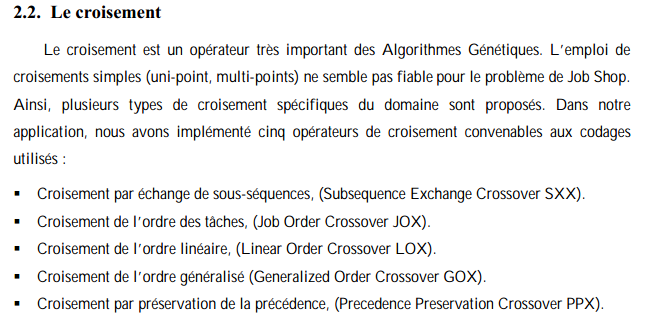 2.2. Le croisement
Le croisement est un opérateur très important des Algorithmes Génétiques. L'emploi de
croisements simples (uni-point, multi-points) ne semble pas fiable pour le problème de Job Shop.
Ainsi, plusieurs types de croisement spécifiques du domaine sont proposés. Dans notre
application, nous avons implémenté cinq opérateurs de croisement convenables aux codages
utilisés :
▪ Croisement par échange de sous-séquences, (Subsequence Exchange Crossover SXX).
▪ Croisement de l'ordre des tâches, (Job Order Crossover JOX).
▪ Croisement de l'ordre linéaire, (Linear Order Crossover LOX).
▪ Croisement de l'ordre généralisé (Generalized Order Crossover GOX).
▪ Croisement par préservation de la précédence, (Precedence Preservation Crossover PPX).